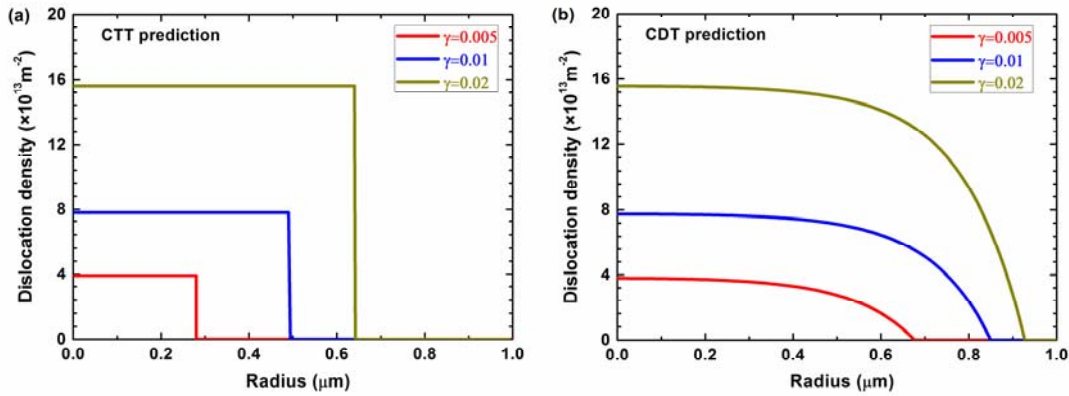 (a)
CTT prediction
γ=0.005
γ=0.01
γ=0.02
Dislocation density (×10¹³m⁻²)
20
16
12
8
4
0
0.0 0.2 0.4 0.6 0.8 1.0
Radius (μm)
(b)
CDT prediction
γ=0.005
γ=0.01
γ=0.02
Dislocation density (×10¹³m⁻²)
20
16
12
8
4
0
0.0 0.2 0.4 0.6 0.8 1.0
Radius (μm)